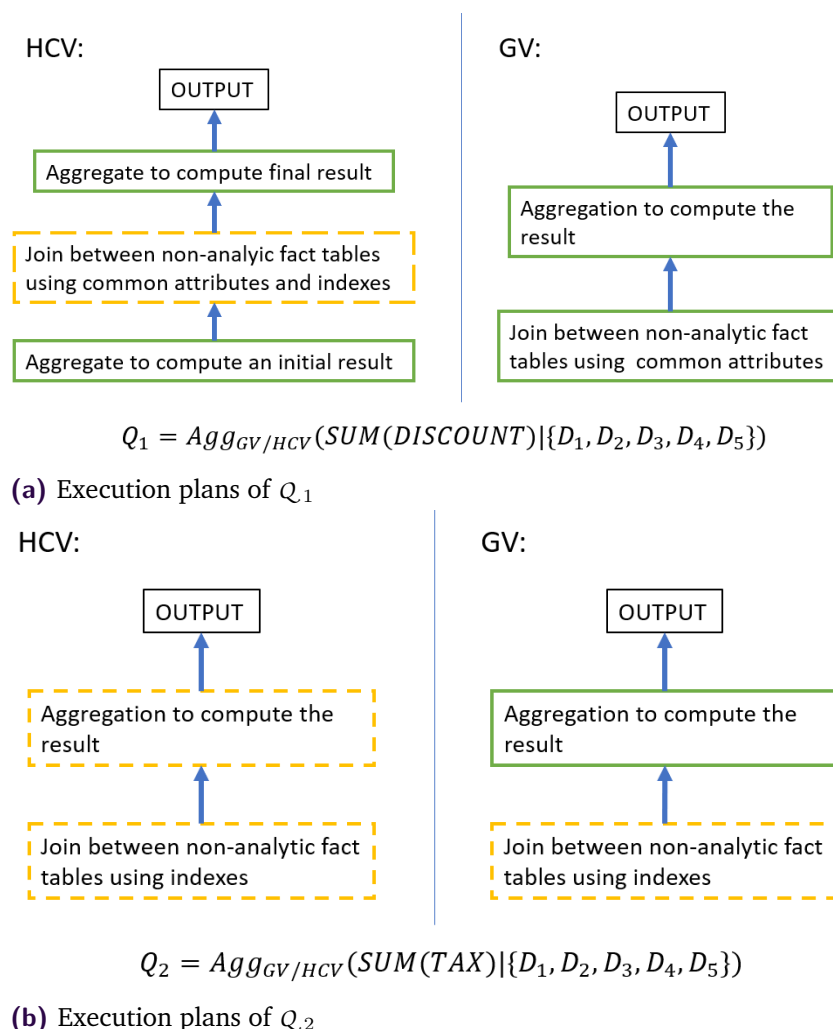 HCV:
OUTPUT
Aggregate to compute final result
Join between non-analyic fact tables
using common attributes and indexes
Aggregate to compute an initial result
GV:
OUTPUT
Aggregation to compute the
result
Join between non-analytic fact
tables using common attributes
Q₁ = Agg_{GV/HCV}(SUM(DISCOUNT)|{D₁, D₂, D₃, D₄, D₅})
(a) Execution plans of Q.1
HCV:
OUTPUT
Aggregation to compute the
result
Join between non-analytic fact
tables using indexes
GV:
OUTPUT
Aggregation to compute the
result
Join between non-analytic fact
tables using indexes
Q₂ = Agg_{GV/HCV}(SUM(TAX)|{D₁, D₂, D₃, D₄, D₅})
(b) Execution plans of Q.2